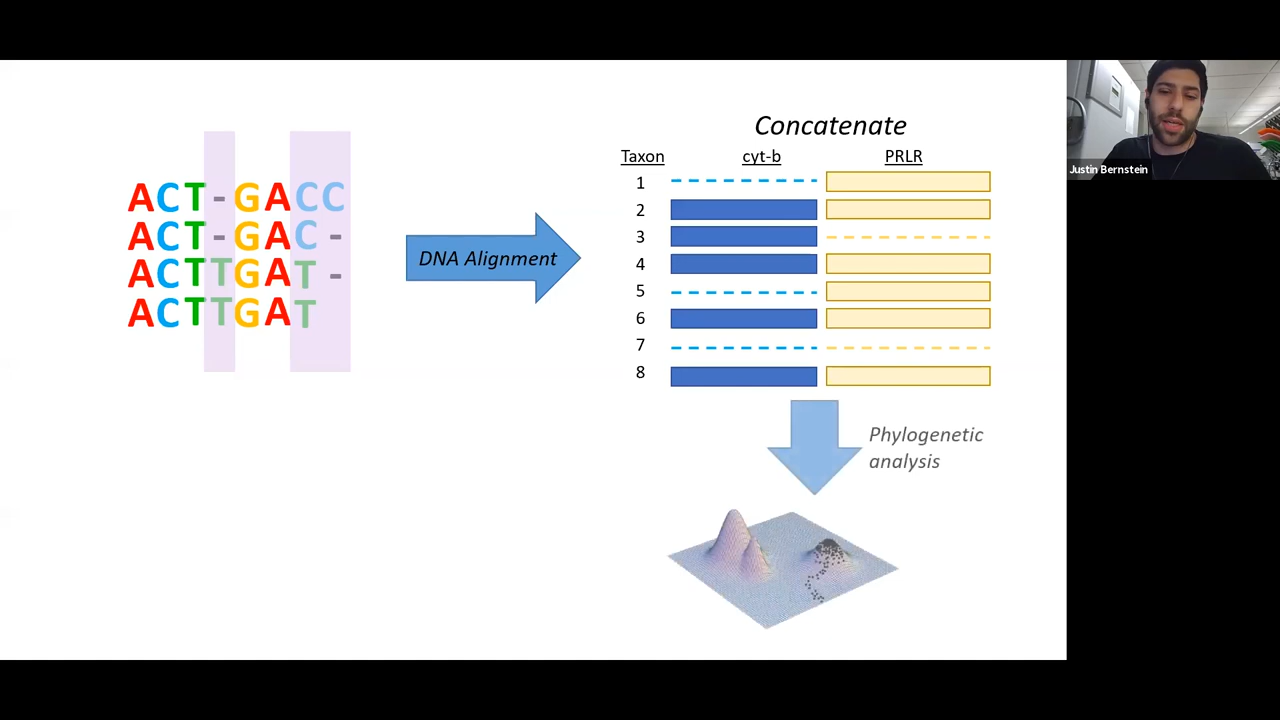 ACT-GACC
ACT-GAC-
ACTTGAT-
ACTTGAT
DNA Alignment
Concatenate
Taxon cyt-b PRLR
1
2
3
4
5
6
7
8
Phylogenetic
analysis
Justin Bernstein